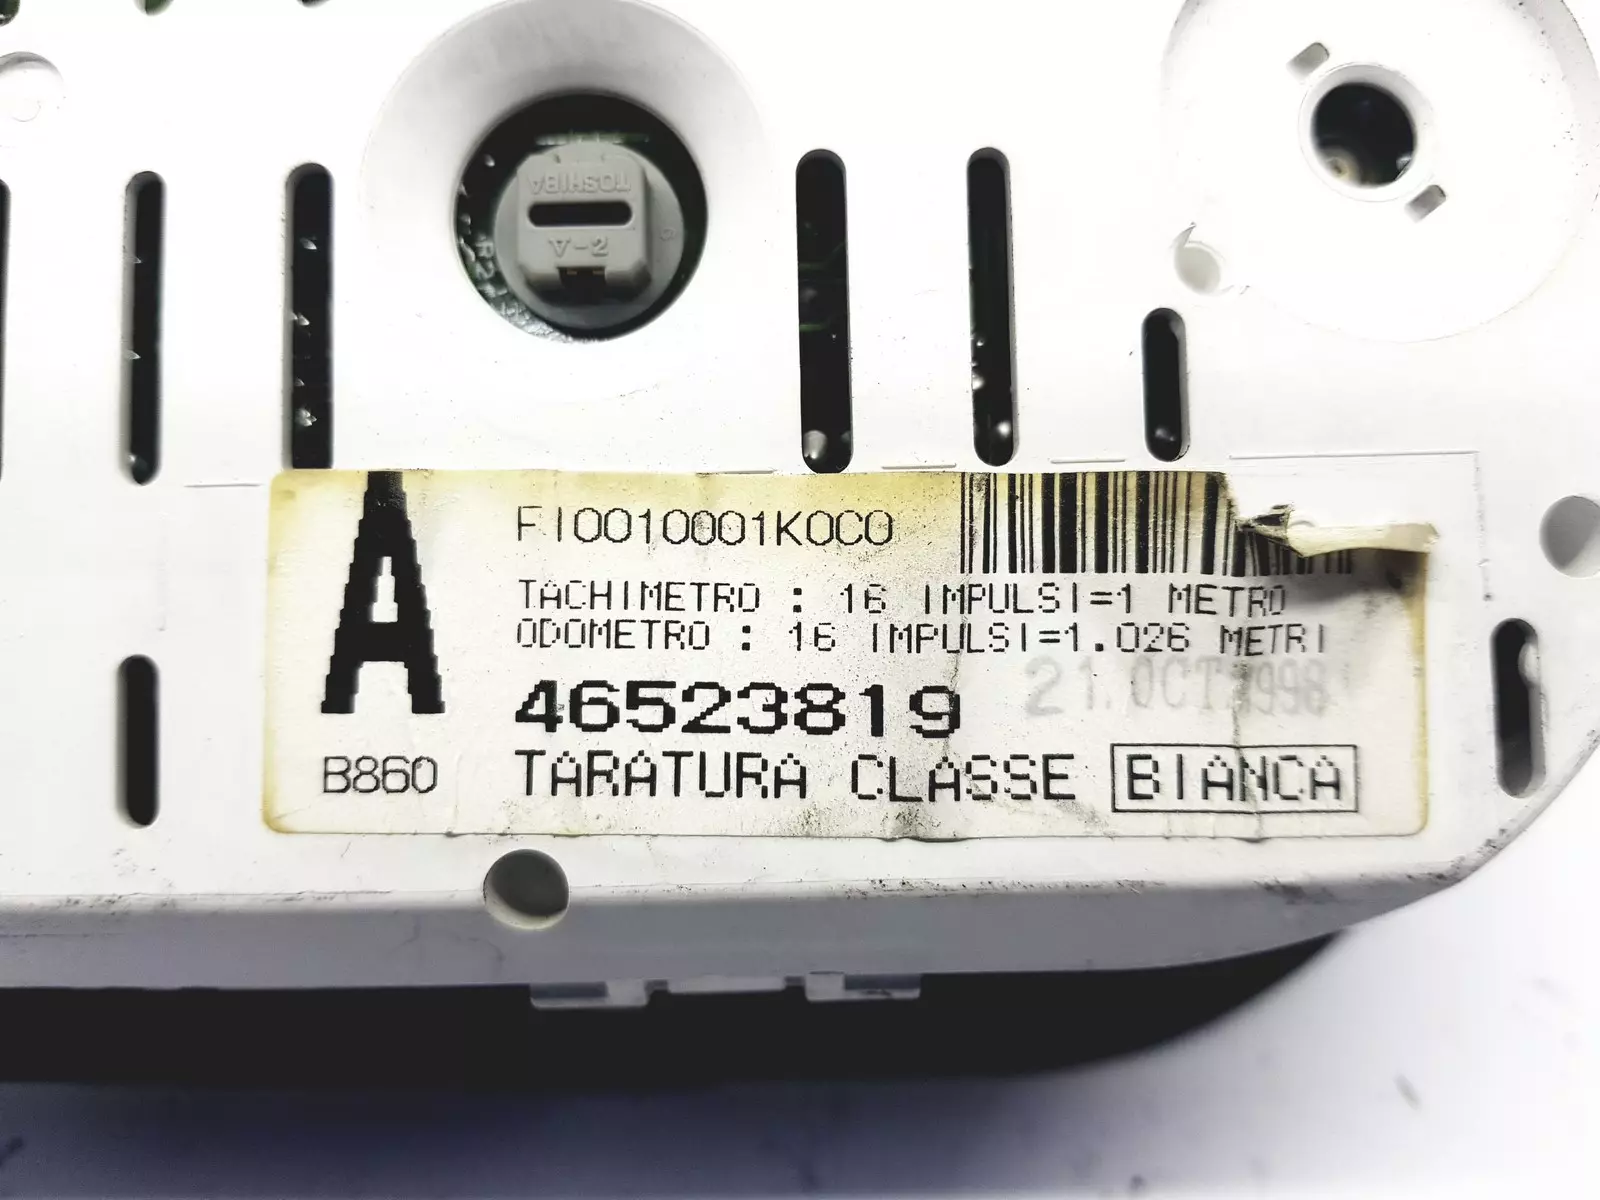 TOSHIBA
A-2
R2
A
FI0010001K0C0
TACHIMETRO : 16 IMPULSI=1 METRO
ODOMETRO : 16 IMPULSI=1.026 METRI
21.OCT.1998
46523819
B860
TARATURA CLASSE BIANCA